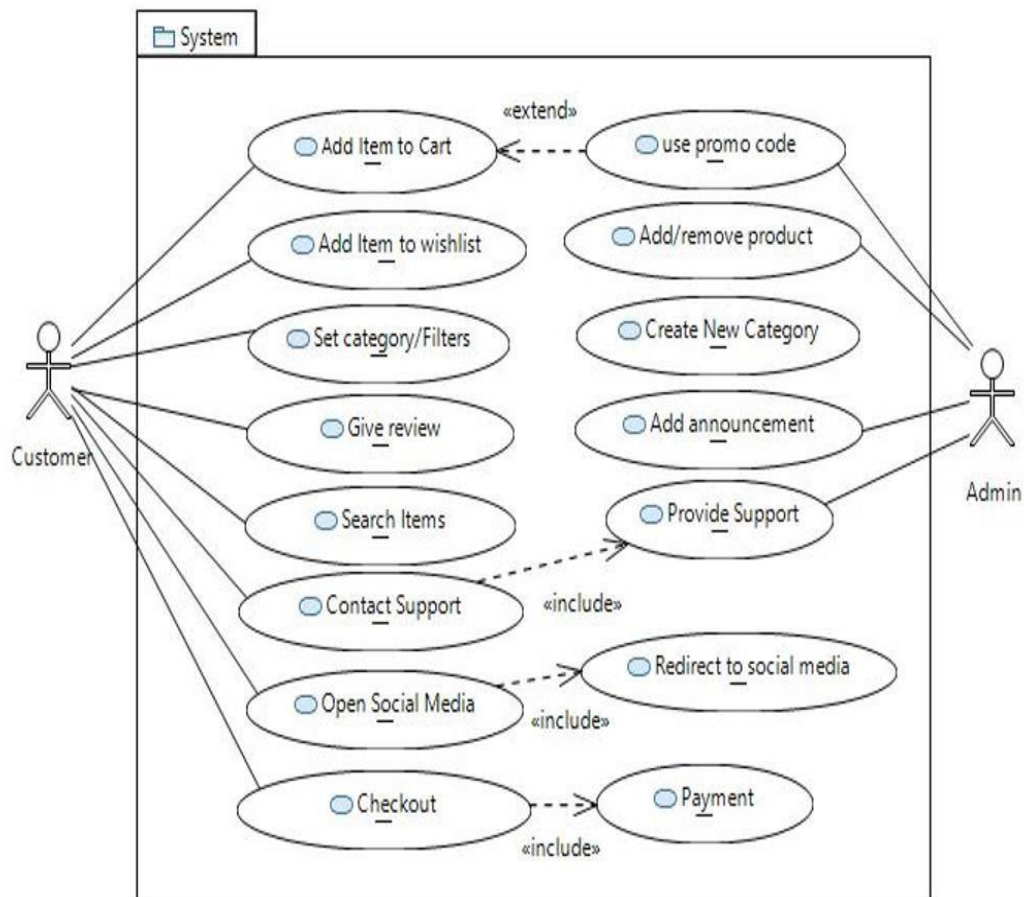 System
«extend»
Add Item to Cart
use promo code
Add Item to wishlist
Add/remove product
Set category/Filters
Create New Category
Give review
Add announcement
Customer
Admin
Search Items
Provide Support
Contact Support
«include»
Open Social Media
Redirect to social media
«include»
Checkout
Payment
«include»